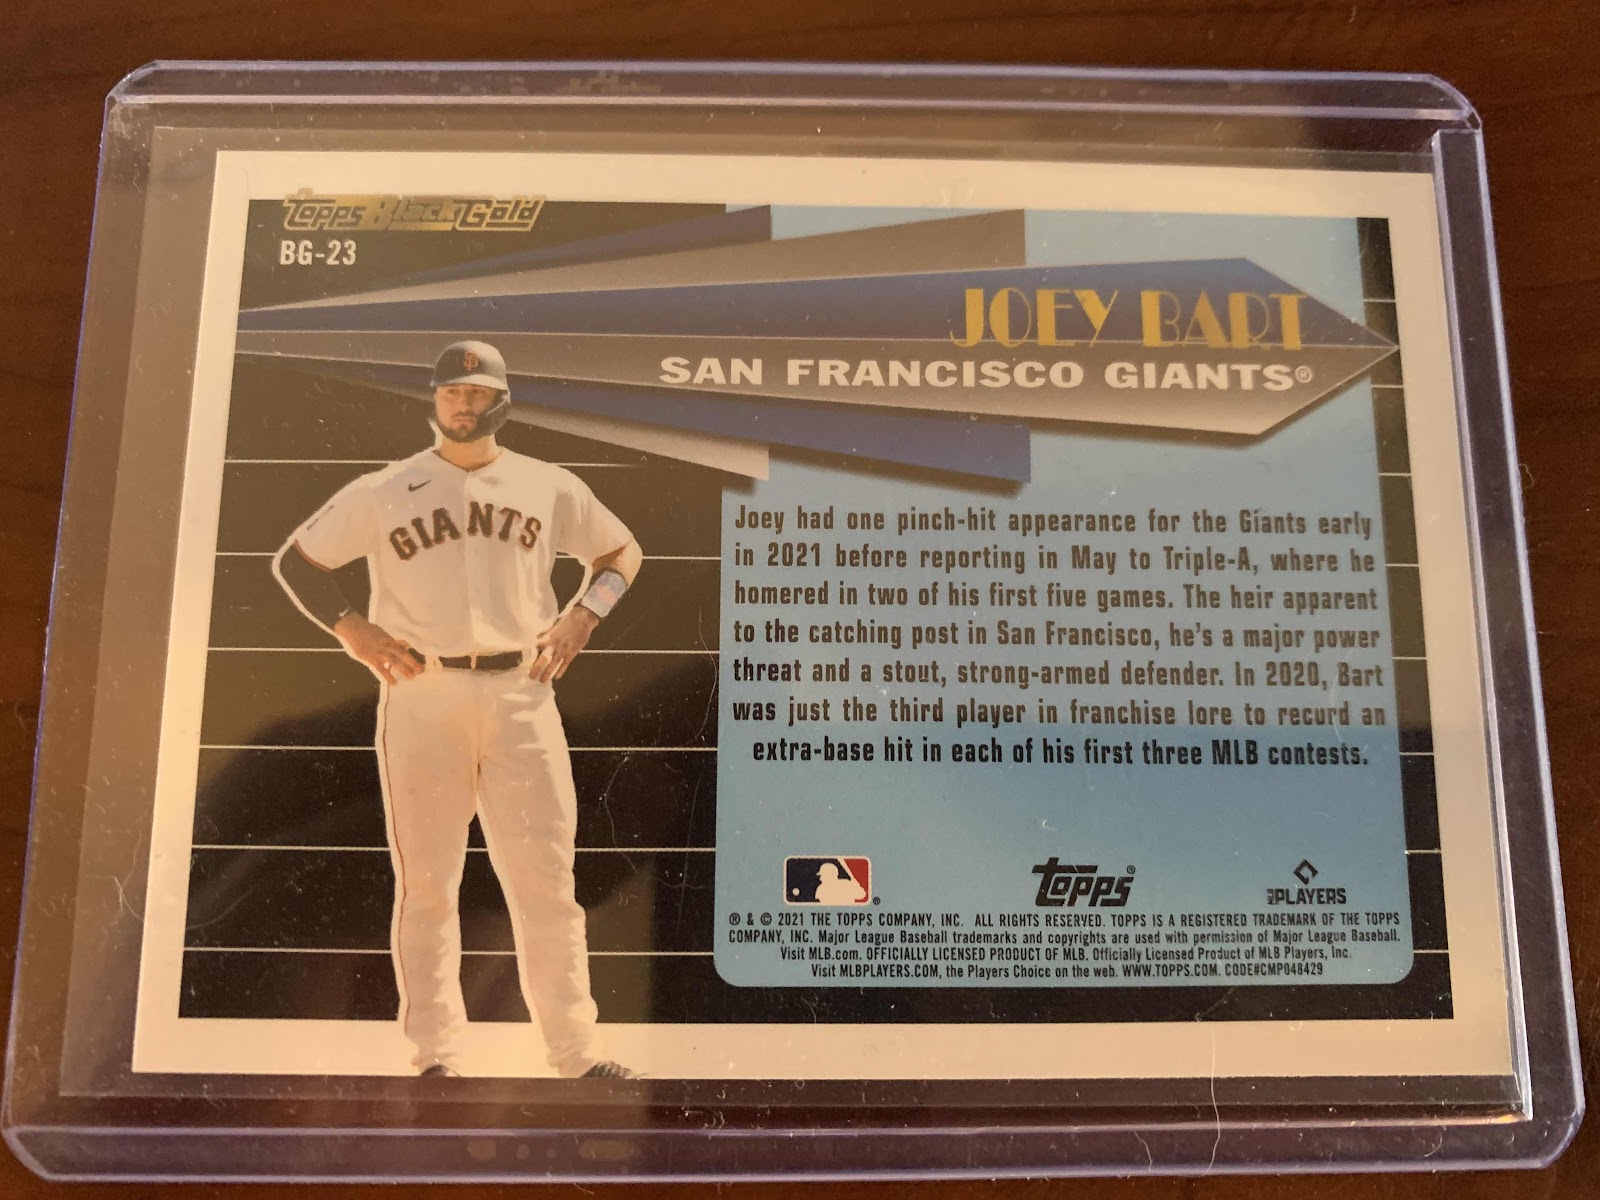 Topps Black Gold
BG-23
JOEY BART
SAN FRANCISCO GIANTS®
GIANTS
Joey had one pinch-hit appearance for the Giants early
in 2021 before reporting in May to Triple-A, where he
homered in two of his first five games. The heir apparent
to the catching post in San Francisco, he's a major power
threat and a stout, strong-armed defender. In 2020, Bart
was just the third player in franchise lore to record an
extra-base hit in each of his first three MLB contests.
Topps®
MLB PLAYERS
® & © 2021 THE TOPPS COMPANY, INC. ALL RIGHTS RESERVED. TOPPS IS A REGISTERED TRADEMARK OF THE TOPPS
COMPANY, INC. Major League Baseball trademarks and copyrights are used with permission of Major League Baseball.
Visit MLB.com. OFFICIALLY LICENSED PRODUCT OF MLB. Officially Licensed Product of MLB Players, Inc.
Visit MLBPLAYERS.COM, the Players Choice on the web. WWW.TOPPS.COM. CODE#CMP048429